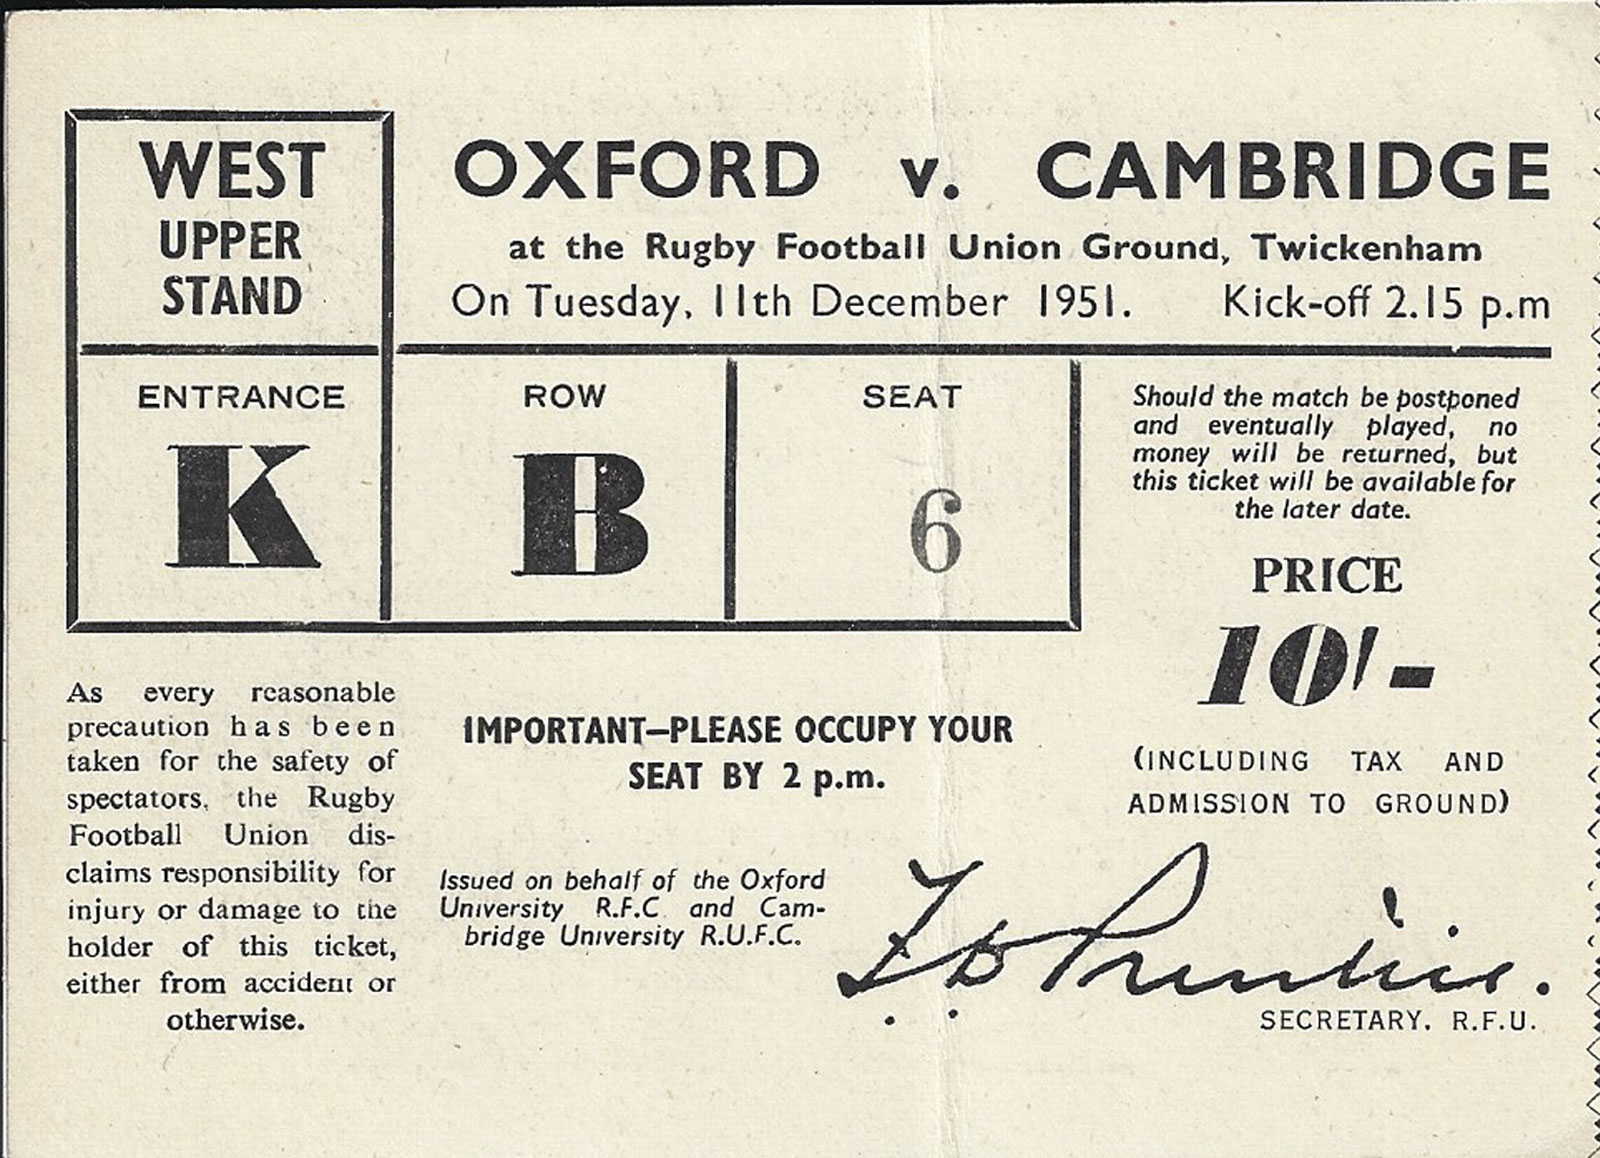 WEST
UPPER
STAND
OXFORD v. CAMBRIDGE
at the Rugby Football Union Ground, Twickenham
On Tuesday, 11th December 1951. Kick-off 2.15 p.m
ENTRANCE
K
ROW
B
SEAT
6
Should the match be postponed
and eventually played, no
money will be returned, but
this ticket will be available for
the later date.
PRICE
10/-
(INCLUDING TAX AND
ADMISSION TO GROUND)
As every reasonable
precaution has been
taken for the safety of
spectators, the Rugby
Football Union dis-
claims responsibility for
injury or damage to the
holder of this ticket,
either from accident or
otherwise.
IMPORTANT—PLEASE OCCUPY YOUR
SEAT BY 2 p.m.
Issued on behalf of the Oxford
University R.F.C. and Cam-
bridge University R.U.F.C.
F. D. Prentice.
SECRETARY. R.F.U.